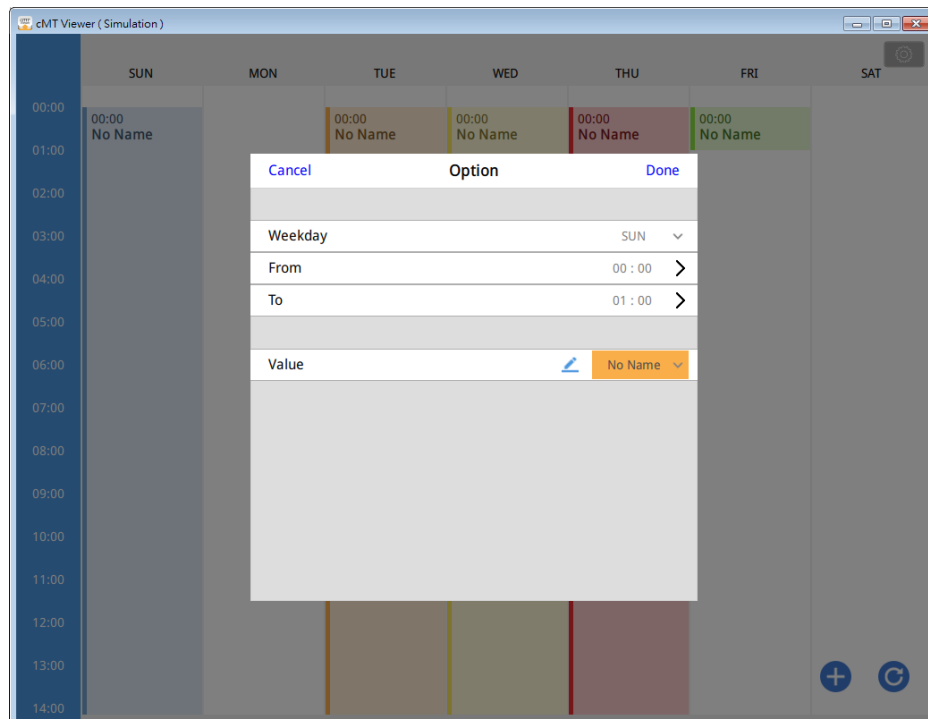 cMT Viewer ( Simulation )
SUN MON TUE WED THU FRI SAT
00:00
00:00 00:00 00:00 00:00 00:00
No Name No Name No Name No Name No Name
01:00
Cancel Option Done
02:00
03:00
Weekday SUN
From 00 : 00
04:00
To 01 : 00
05:00
06:00
Value No Name
07:00
08:00
09:00
10:00
11:00
12:00
13:00
14:00